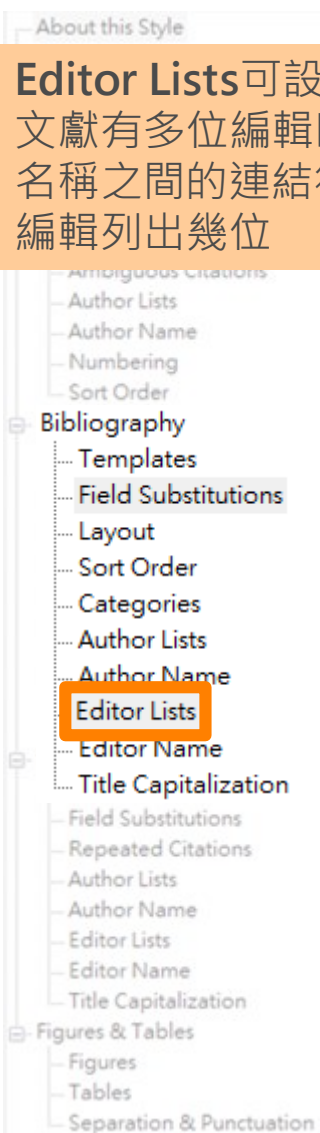 About this Style
Editor Lists可設
文獻有多位編輯
名稱之間的連結
編輯列出幾位
Ambiguous Citations
Author Lists
Author Name
Numbering
Sort Order
Bibliography
Templates
Field Substitutions
Layout
Sort Order
Categories
Author Lists
Author Name
Editor Lists
Editor Name
Title Capitalization
Field Substitutions
Repeated Citations
Author Lists
Author Name
Editor Lists
Editor Name
Title Capitalization
Figures & Tables
Figures
Tables
Separation & Punctuation